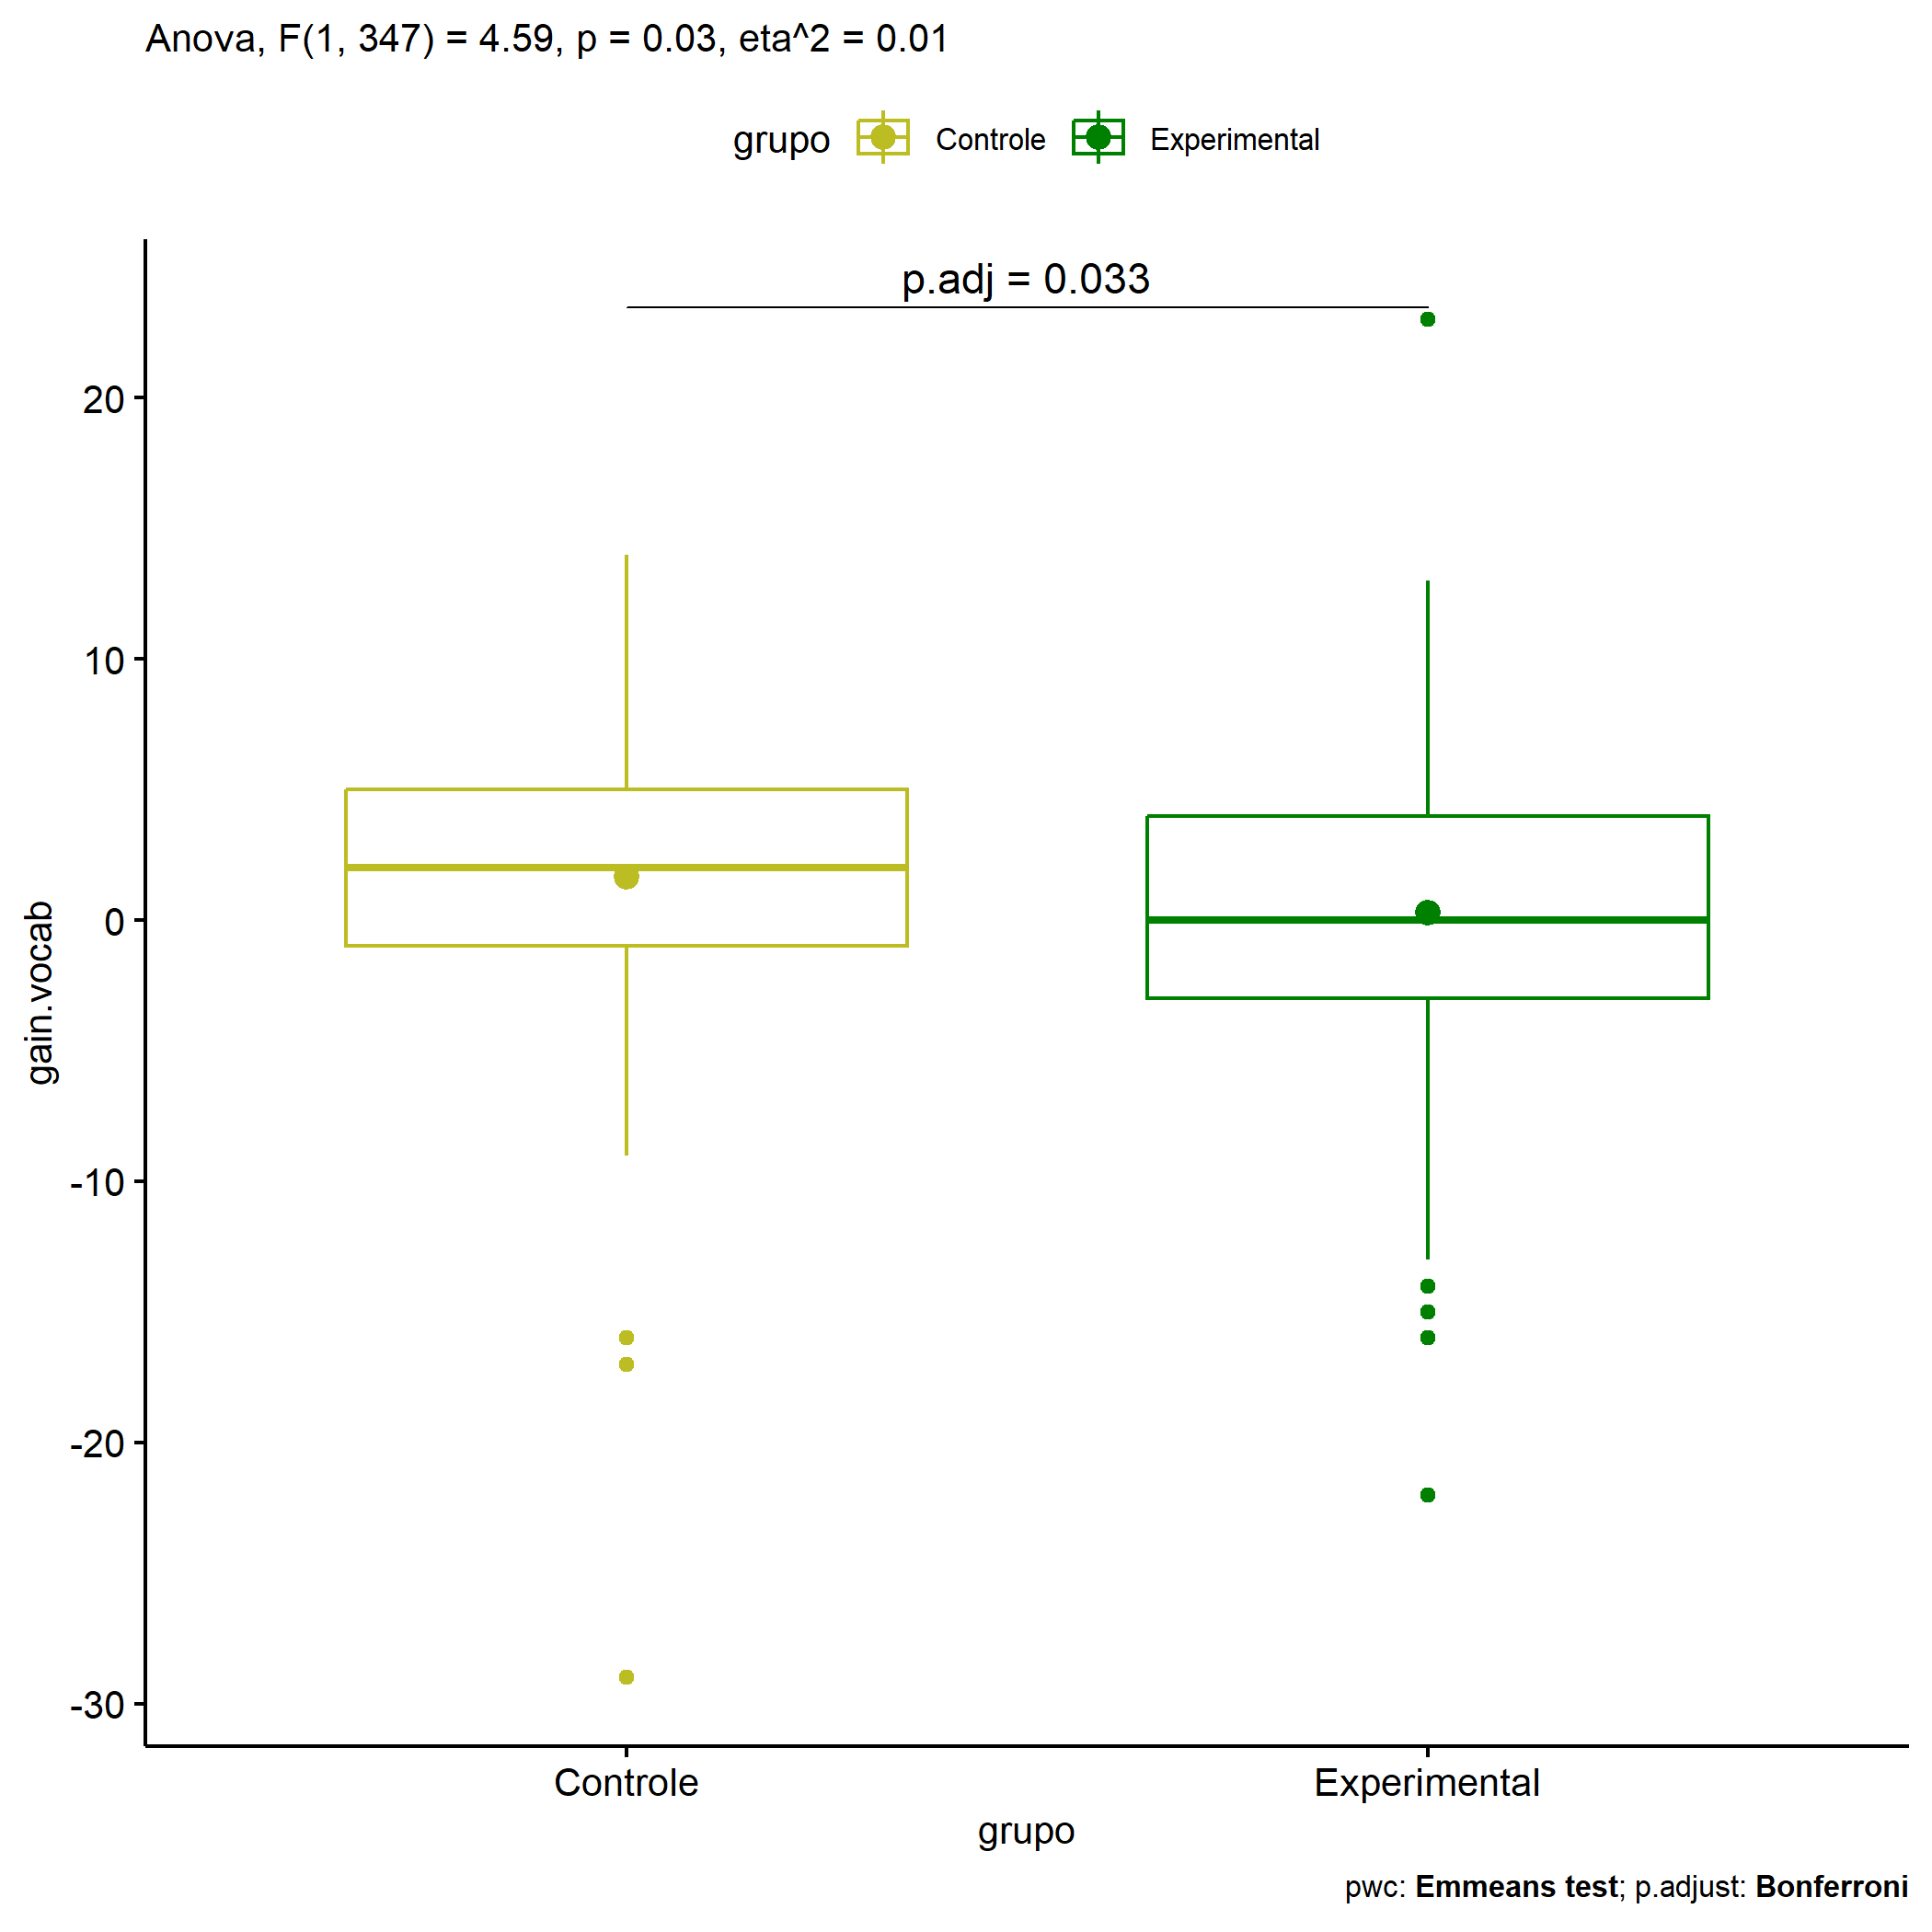 Anova, F(1, 347) = 4.59, p = 0.03, eta^2 = 0.01
grupo Controle Experimental
p.adj = 0.033
20
10
0
-10
-20
-30
gain.vocab
Controle Experimental
grupo
pwc: Emmeans test; p.adjust: Bonferroni